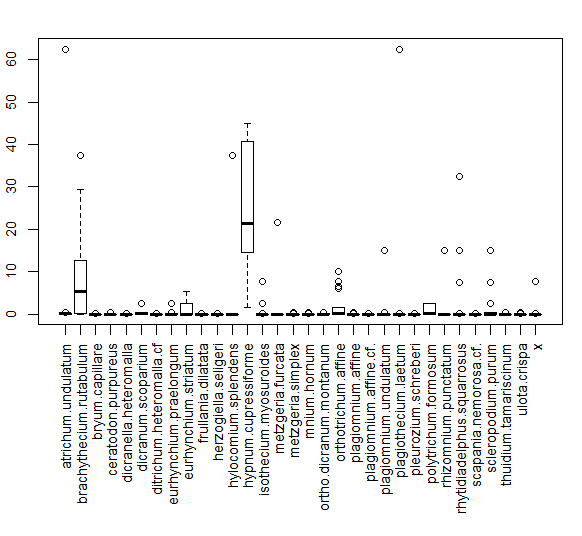 60
50
40
30
20
10
0
atrichum.undulatum
brachythecium.rutabulum
bryum.capillare
ceratodon.purpureus
dicranella.heteromalla
dicranum.scoparium
ditrichum.heteromalla.cf
eurhynchium.praelongum
eurhynchium.striatum
frullania.dilatata
herzogiella.seligeri
hylocomium.splendens
hypnum.cupressiforme
isothecium.myosuroides
metzgeria.furcata
metzgeria.simplex
mnium.hornum
ortho.dicranum.montanum
orthotrichum.affine
plagiomnium.affine
plagiomnium.affine.cf.
plagiomnium.undulatum
plagiothecium.laetum
pleurozium.schreberi
polytrichum.formosum
rhizomnium.punctatum
rhytidiadelphus.squarrosus
scapania.nemorosa.cf.
scleropodium.purum
thuidium.tamariscinum
ulota.crispa
x